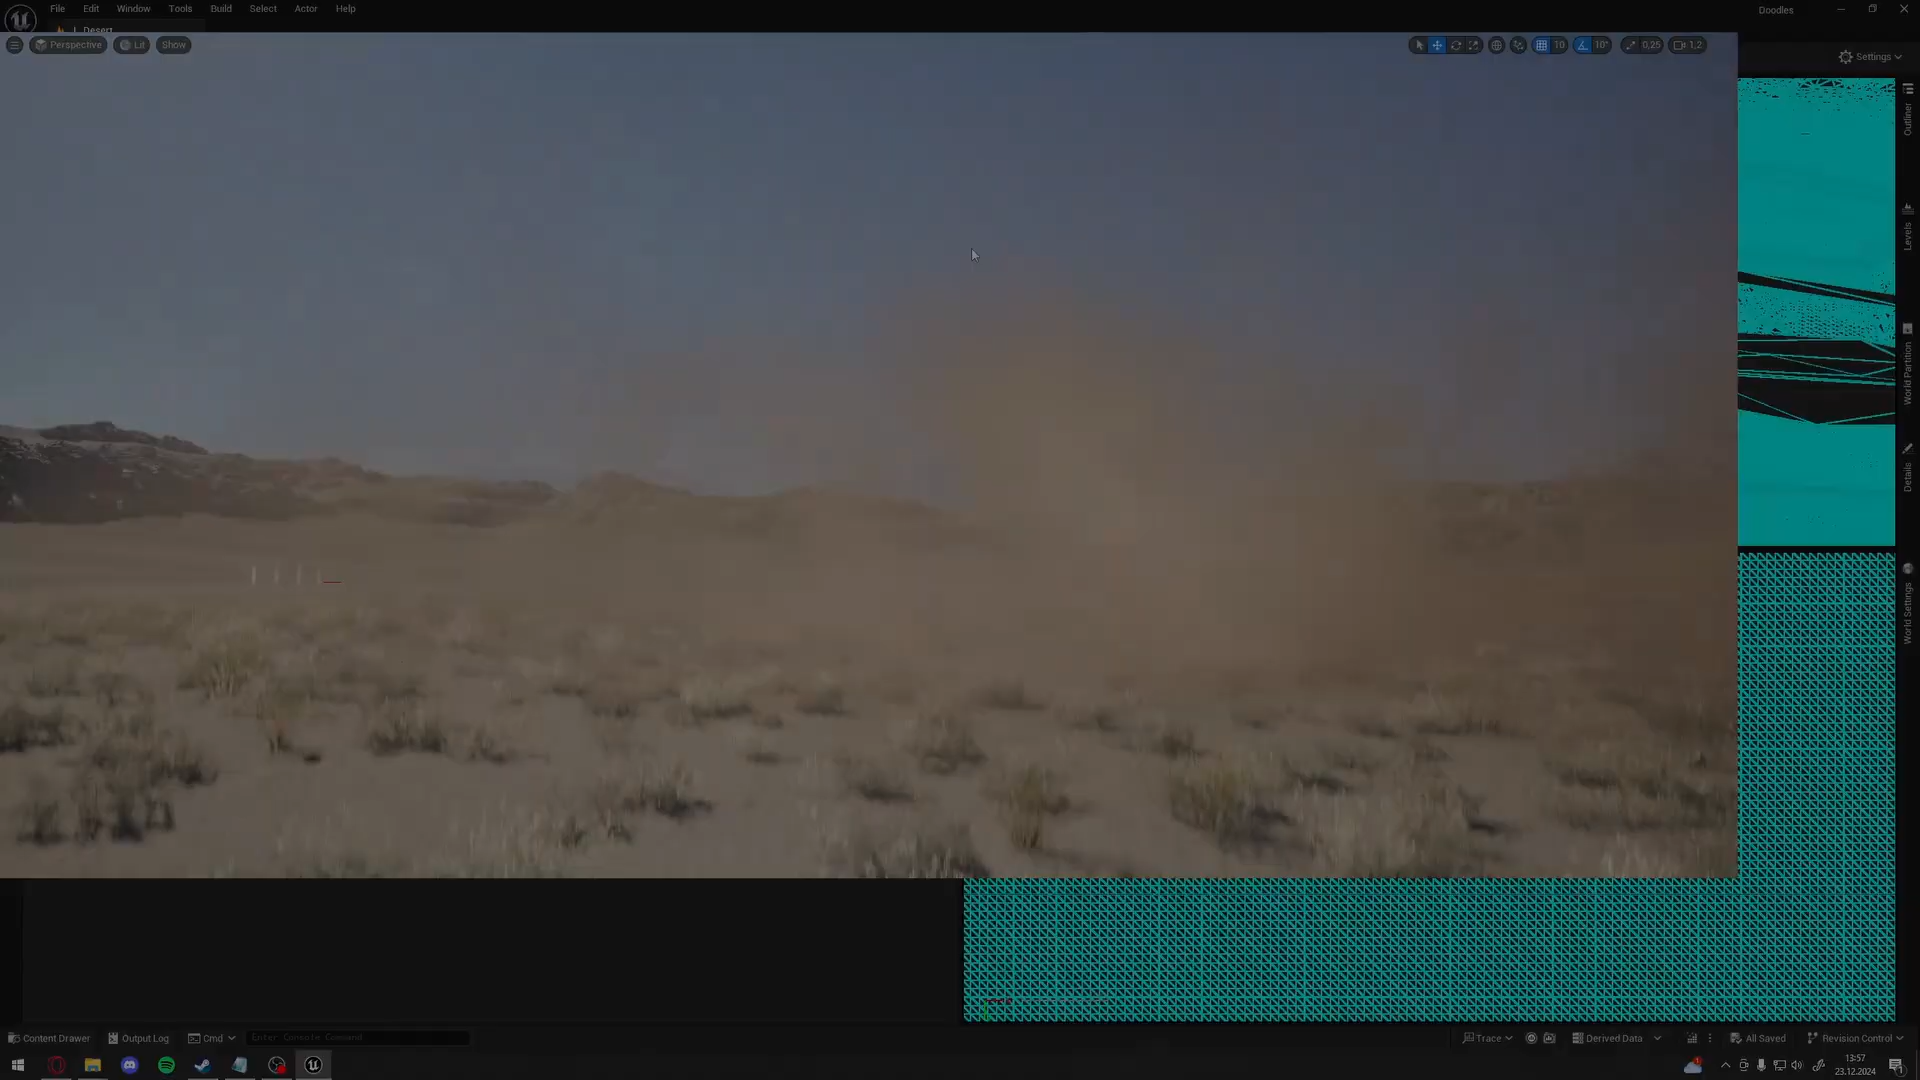 File Edit Window Tools Build Select Actor Help
Doodles
L_Desert
Perspective Lit Show
10 10° 0,25 1,2
Settings
Outliner
Levels
World Partition
Details
World Settings
Content Drawer Output Log Cmd Enter Console Command
Trace Derived Data All Saved Revision Control
13:57
23.12.2024